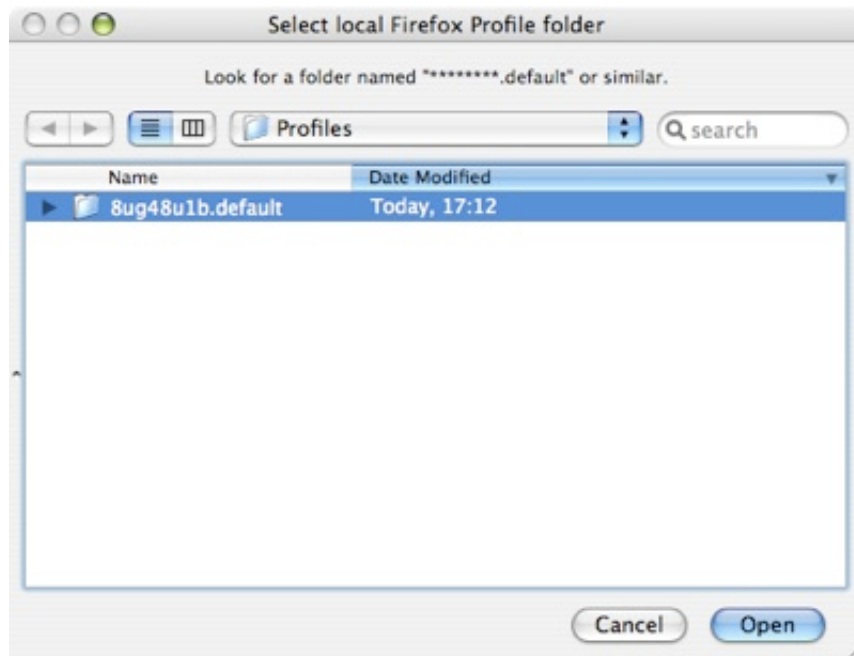 Select local Firefox Profile folder
Look for a folder named "********.default" or similar.
Profiles
search
Name Date Modified
8ug48u1b.default Today, 17:12
Cancel Open